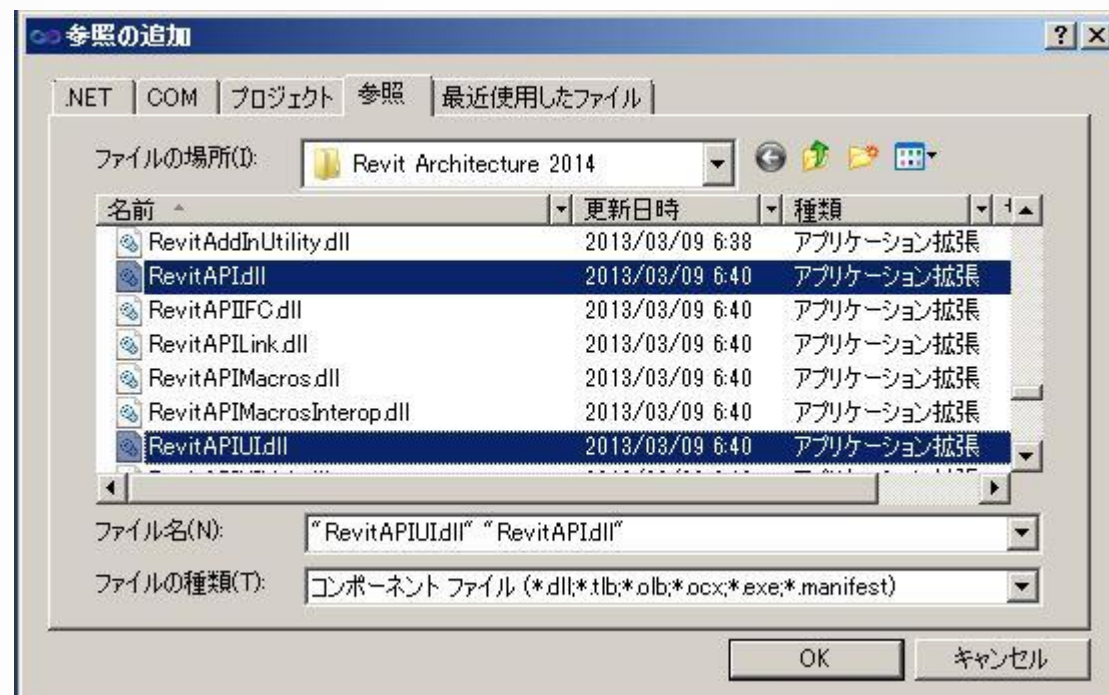 参照の追加
.NET COM プロジェクト 参照 最近使用したファイル
ファイルの場所(I): Revit Architecture 2014
名前 更新日時 種類
RevitAddInUtility.dll 2013/03/09 6:38 アプリケーション拡張
RevitAPI.dll 2013/03/09 6:40 アプリケーション拡張
RevitAPIIFC.dll 2013/03/09 6:40 アプリケーション拡張
RevitAPILink.dll 2013/03/09 6:40 アプリケーション拡張
RevitAPIMacros.dll 2013/03/09 6:40 アプリケーション拡張
RevitAPIMacrosInterop.dll 2013/03/09 6:40 アプリケーション拡張
RevitAPIUI.dll 2013/03/09 6:40 アプリケーション拡張
ファイル名(N): "RevitAPIUI.dll" "RevitAPI.dll"
ファイルの種類(T): コンポーネント ファイル (*.dll;*.tlb;*.olb;*.ocx;*.exe;*.manifest)
OK キャンセル